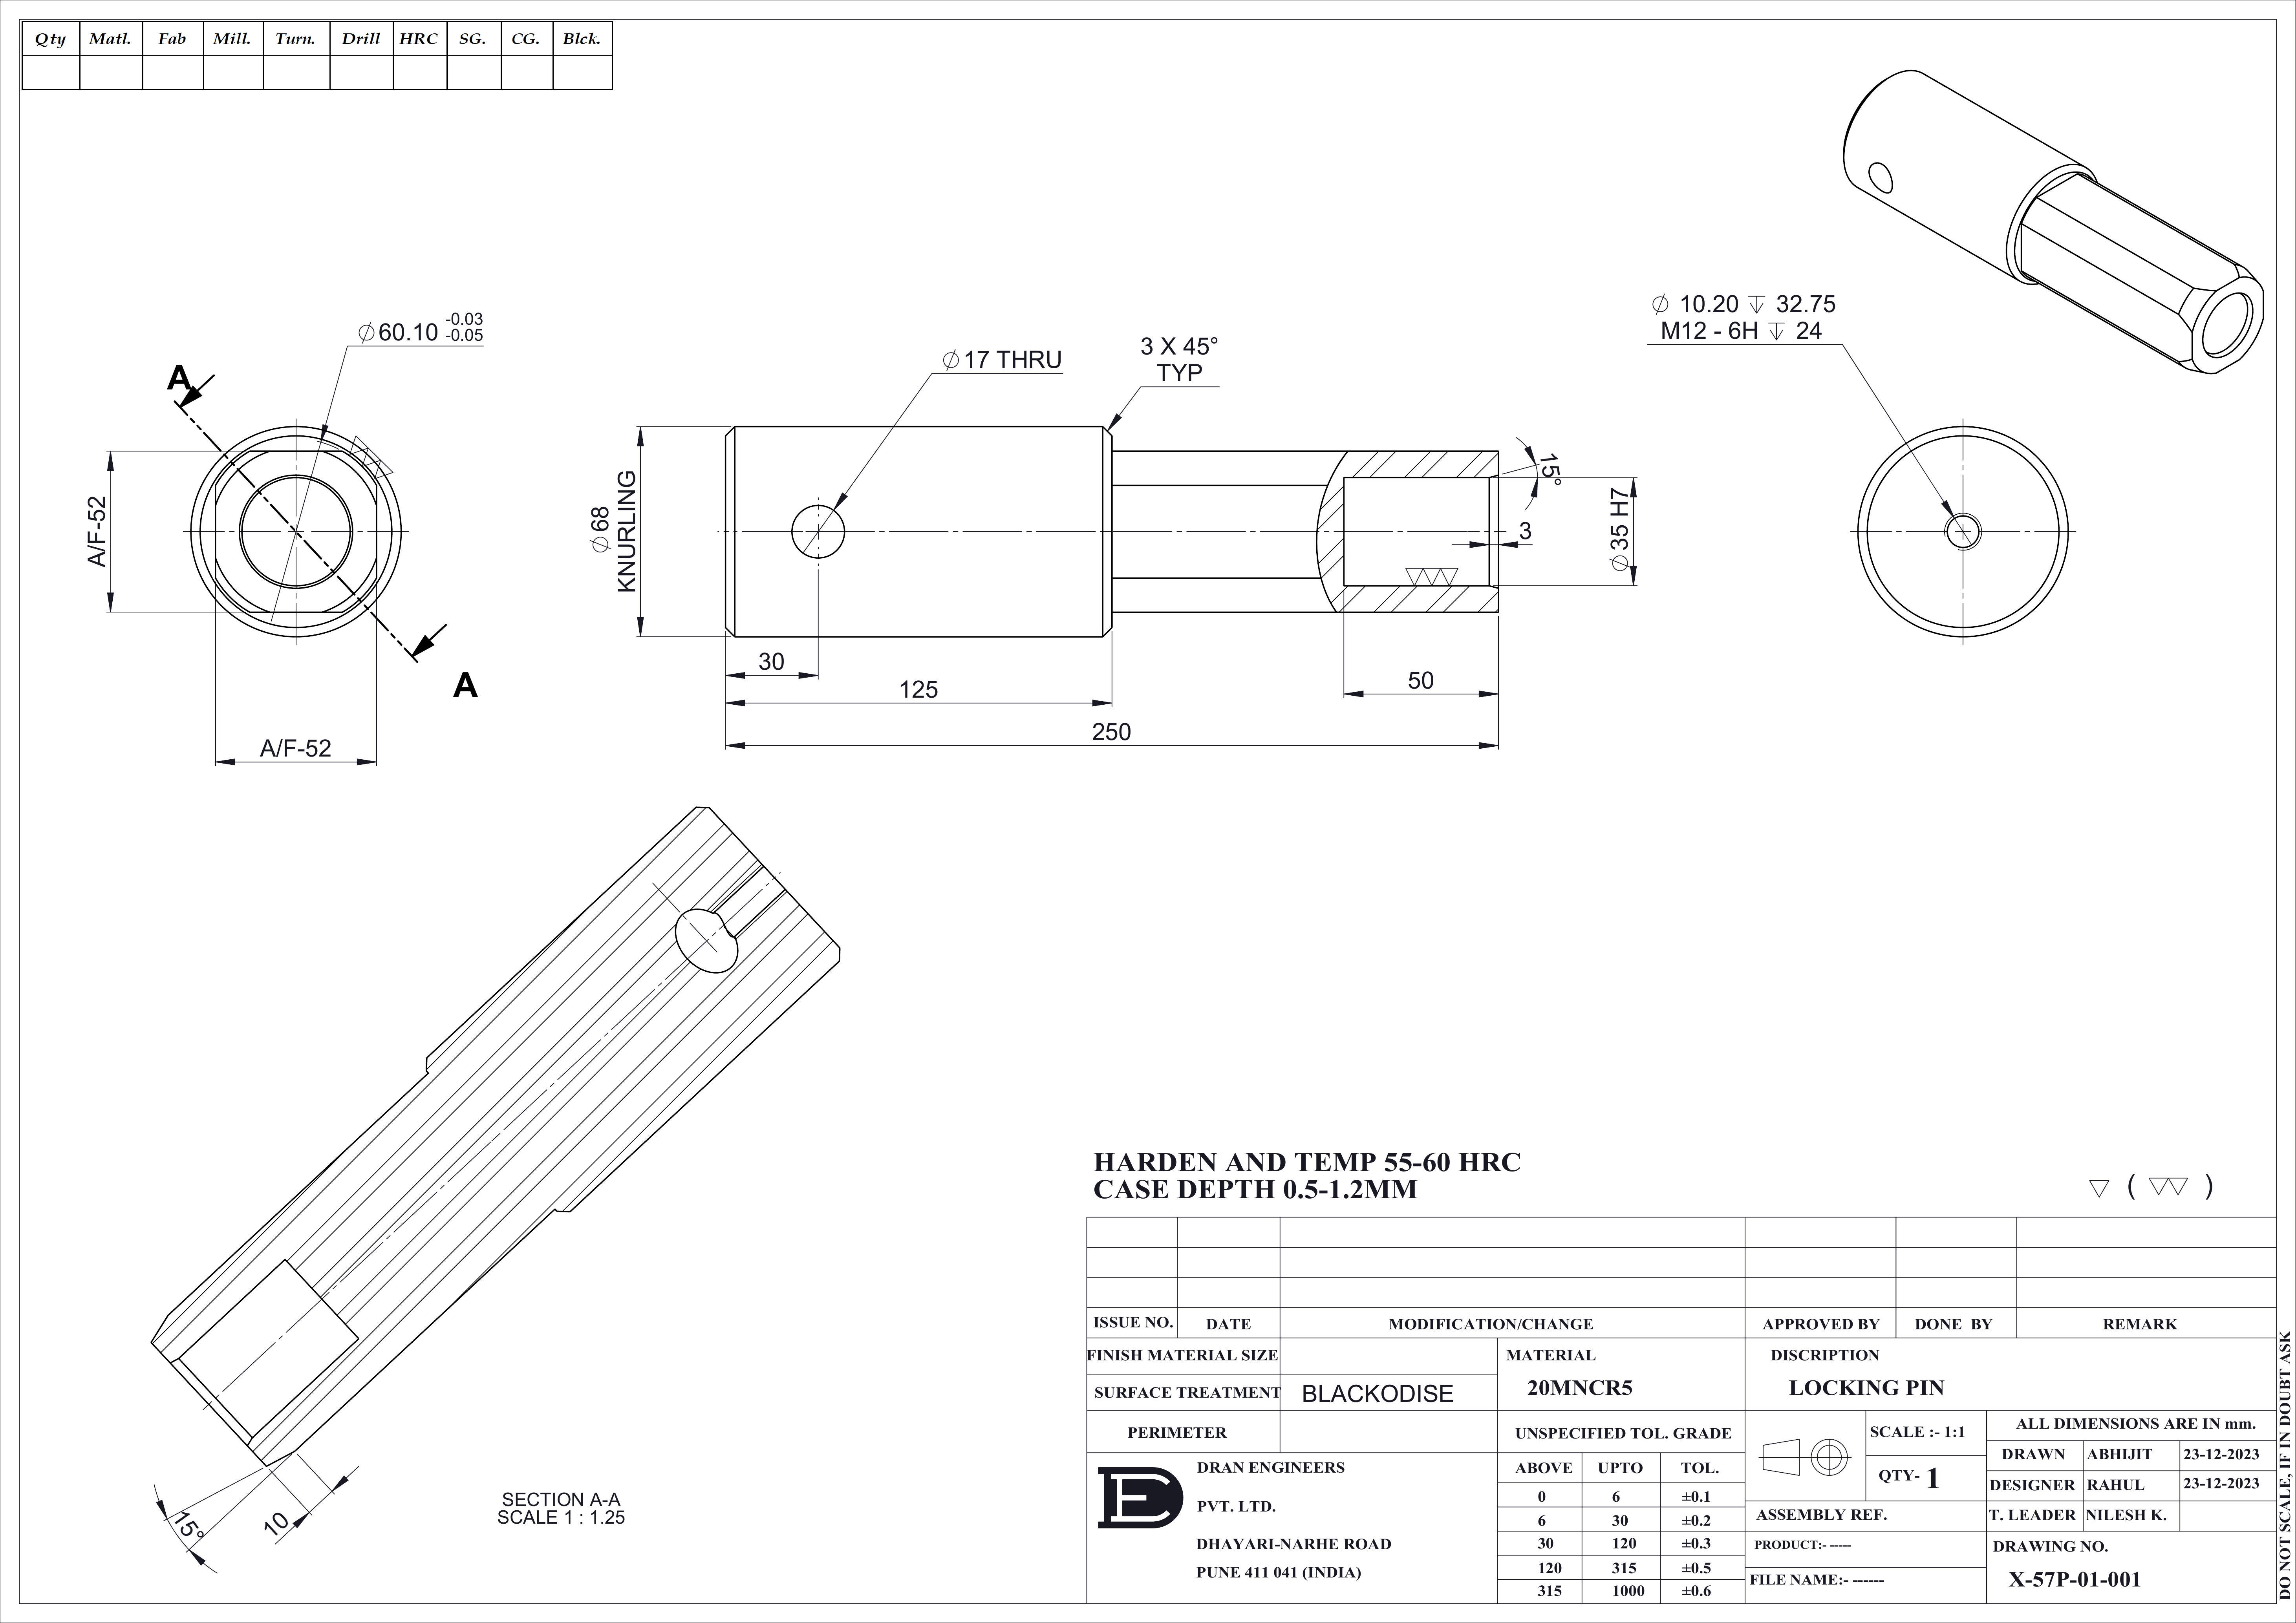 Qty Matl. Fab Mill. Turn. Drill HRC SG. CG. Blck.
⌀60.10 -0.03 -0.05
A
A
A/F-52
A/F-52
⌀17 THRU
3 X 45°
TYP
⌀68
KNURLING
15°
3
⌀35 H7
30
125
50
250
⌀ 10.20 ↧ 32.75
M12 - 6H ↧ 24
15°
10
SECTION A-A
SCALE 1 : 1.25
HARDEN AND TEMP 55-60 HRC
CASE DEPTH 0.5-1.2MM
( )
ISSUE NO. DATE MODIFICATION/CHANGE APPROVED BY DONE BY REMARK
FINISH MATERIAL SIZE
SURFACE TREATMENT BLACKODISE
PERIMETER
MATERIAL
20MNCR5
DISCRIPTION
LOCKING PIN
UNSPECIFIED TOL. GRADE
ABOVE UPTO TOL.
0 6 ±0.1
6 30 ±0.2
30 120 ±0.3
120 315 ±0.5
315 1000 ±0.6
DE
DRAN ENGINEERS
PVT. LTD.
DHAYARI-NARHE ROAD
PUNE 411 041 (INDIA)
SCALE :- 1:1
QTY- 1
ASSEMBLY REF.
PRODUCT:- -----
FILE NAME:- ------
ALL DIMENSIONS ARE IN mm.
DRAWN ABHIJIT 23-12-2023
DESIGNER RAHUL 23-12-2023
T. LEADER NILESH K.
DRAWING NO.
X-57P-01-001
DO NOT SCALE, IF IN DOUBT ASK